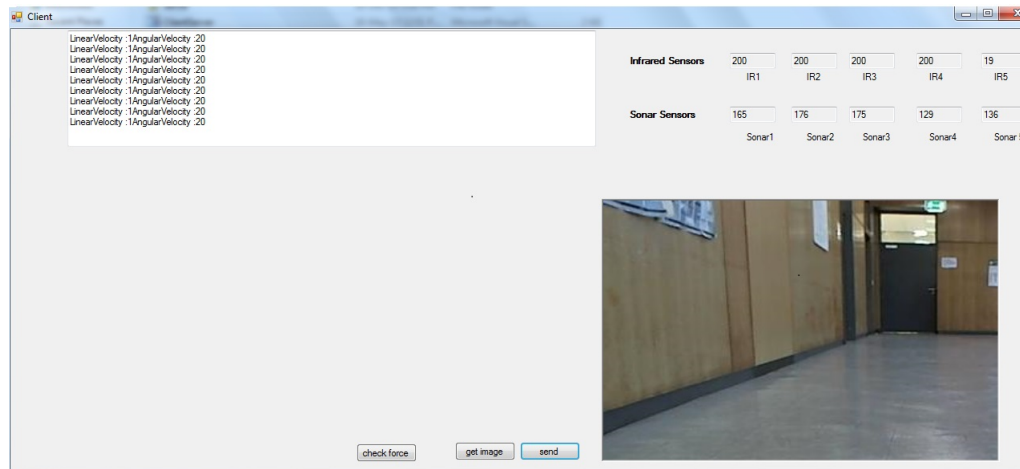 Client
LinearVelocity :1AngularVelocity :20
LinearVelocity :1AngularVelocity :20
LinearVelocity :1AngularVelocity :20
LinearVelocity :1AngularVelocity :20
LinearVelocity :1AngularVelocity :20
LinearVelocity :1AngularVelocity :20
LinearVelocity :1AngularVelocity :20
LinearVelocity :1AngularVelocity :20
LinearVelocity :1AngularVelocity :20
Infrared Sensors 200 200 200 200 19
IR1 IR2 IR3 IR4 IR5
Sonar Sensors 165 176 175 129 136
Sonar1 Sonar2 Sonar3 Sonar4 Sonar
check force get image send